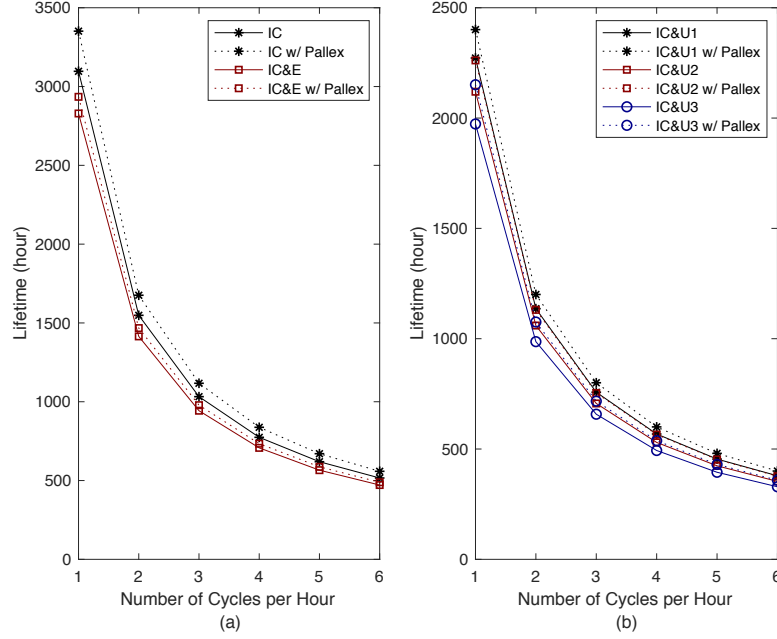 3500
3000
2500
2000
1500
1000
500
0
Lifetime (hour)
IC
IC w/ Pallex
IC&E
IC&E w/ Pallex
1 2 3 4 5 6
Number of Cycles per Hour
(a)
2500
2000
1500
1000
500
0
Lifetime (hour)
IC&U1
IC&U1 w/ Pallex
IC&U2
IC&U2 w/ Pallex
IC&U3
IC&U3 w/ Pallex
1 2 3 4 5 6
Number of Cycles per Hour
(b)